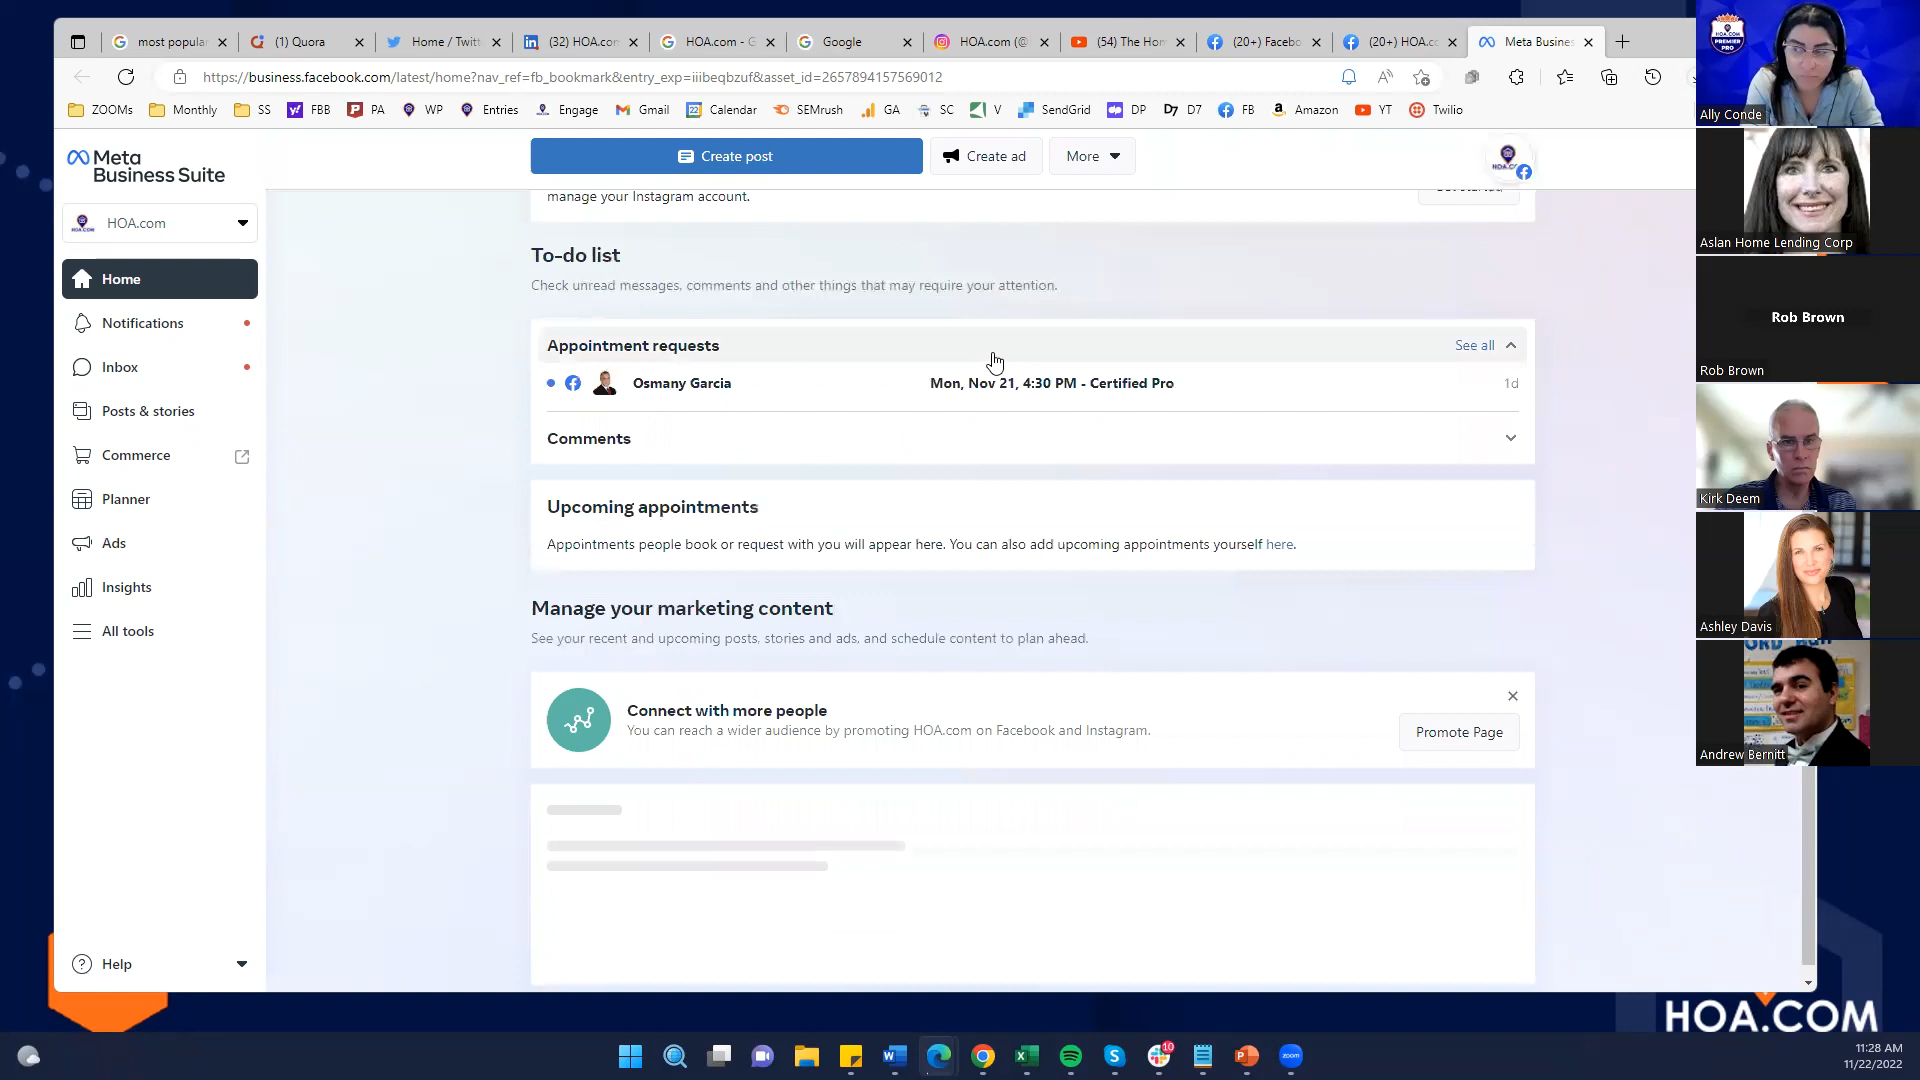 most popula
(1) Quora
Home / Twitt
(32) HOA.con
HOA.com - G
Google
HOA.com (@
(54) The Hom
(20+) Facebo
(20+) HOA.cc
Meta Busines
https://business.facebook.com/latest/home?nav_ref=fb_bookmark&entry_exp=iiibeqbzuf&asset_id=2657894157569012
ZOOMs
Monthly
SS
FBB
PA
WP
Entries
Engage
Gmail
Calendar
SEMrush
GA
SC
V
SendGrid
DP
D7
FB
Amazon
YT
Twilio
Meta
Business Suite
HOA.com
Home
Notifications
Inbox
Posts & stories
Commerce
Planner
Ads
Insights
All tools
Help
Create post
Create ad
More
manage your Instagram account.
To-do list
Check unread messages, comments and other things that may require your attention.
Appointment requests
See all
Osmany Garcia
Mon, Nov 21, 4:30 PM - Certified Pro
1d
Comments
Upcoming appointments
Appointments people book or request with you will appear here. You can also add upcoming appointments yourself here.
Manage your marketing content
See your recent and upcoming posts, stories and ads, and schedule content to plan ahead.
Connect with more people
You can reach a wider audience by promoting HOA.com on Facebook and Instagram.
Promote Page
HOA.COM
PREMIER
PRO
Ally Conde
Aslan Home Lending Corp
Rob Brown
Rob Brown
Kirk Deem
Ashley Davis
Andrew Bernitt
HOA.COM
10
zoom
11:28 AM
11/22/2022